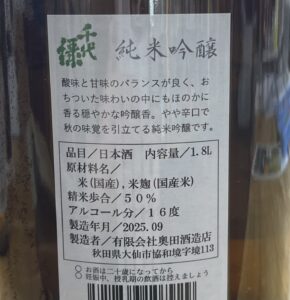 千代緑
純米吟醸
酸味と甘味のバランスが良く、お
ちついた味わいの中にもほのかに
香る穏やかな吟醸香。やや辛口で
秋の味覚を引立てる純米吟醸です。
品目／日本酒　内容量／1.8L
原材料名／
米(国産)，米麹(国産米)
精米歩合／５０％
アルコール分／１６度
製造年月／2025.09
製造者／有限会社奥田酒造店
秋田県大仙市協和境字境113
○お酒は二十歳になってから
○妊娠中、授乳期の飲酒は控えましょう